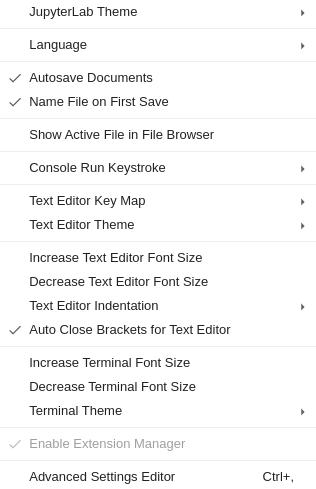 JupyterLab Theme
Language
Autosave Documents
Name File on First Save
Show Active File in File Browser
Console Run Keystroke
Text Editor Key Map
Text Editor Theme
Increase Text Editor Font Size
Decrease Text Editor Font Size
Text Editor Indentation
Auto Close Brackets for Text Editor
Increase Terminal Font Size
Decrease Terminal Font Size
Terminal Theme
Enable Extension Manager
Advanced Settings Editor Ctrl+,